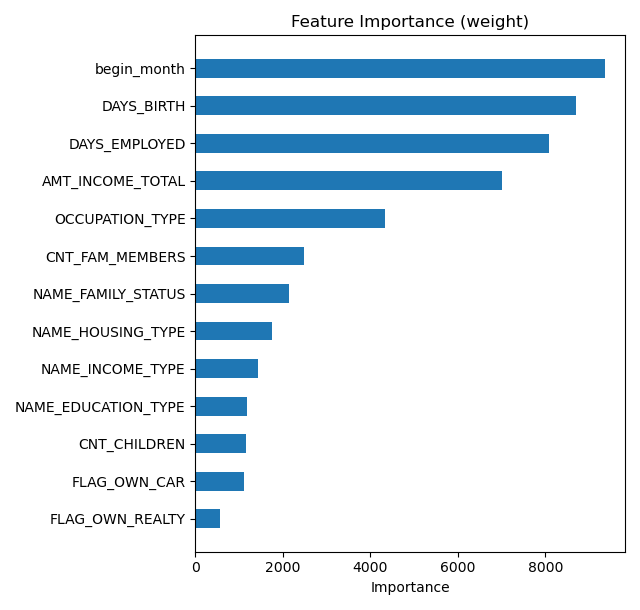 Feature Importance (weight)
begin_month
DAYS_BIRTH
DAYS_EMPLOYED
AMT_INCOME_TOTAL
OCCUPATION_TYPE
CNT_FAM_MEMBERS
NAME_FAMILY_STATUS
NAME_HOUSING_TYPE
NAME_INCOME_TYPE
NAME_EDUCATION_TYPE
CNT_CHILDREN
FLAG_OWN_CAR
FLAG_OWN_REALTY
0 2000 4000 6000 8000
Importance